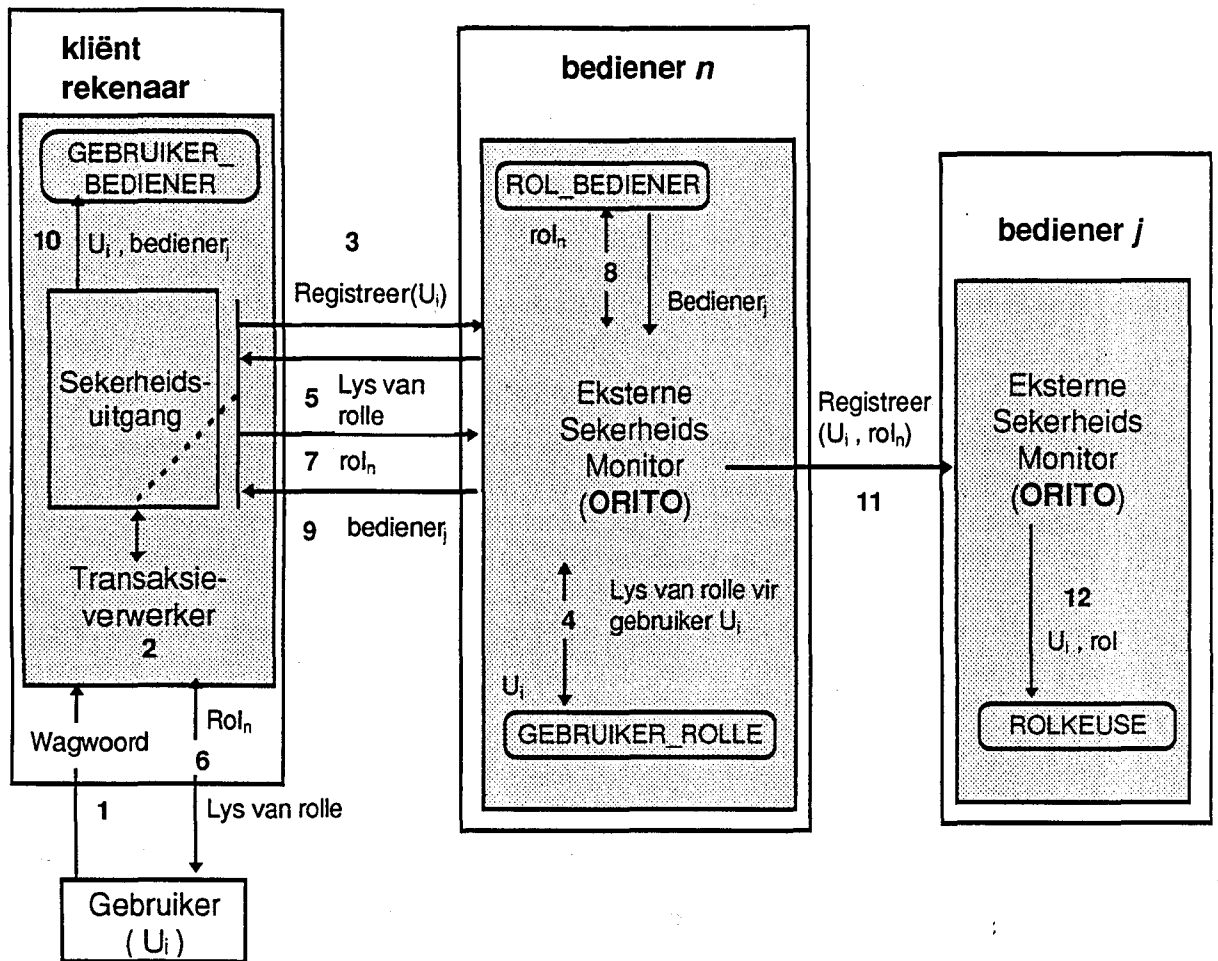 kliënt
rekenaar
GEBRUIKER_
BEDIENER
10
Uᵢ , bedienerⱼ
Sekerheids-
uitgang
Transaksie-
verwerker
2
Wagwoord
1
Rolₙ
6
Lys van rolle
Gebruiker
( Uᵢ )
3
Registreer(Uᵢ)
5 Lys van
rolle
7 rolₙ
9 bedienerⱼ
bediener n
ROL_BEDIENER
rolₙ
8
Bedienerⱼ
Eksterne
Sekerheids
Monitor
(ORITO)
4
Lys van rolle vir
gebruiker Uᵢ
Uᵢ
GEBRUIKER_ROLLE
Registreer
(Uᵢ , rolₙ)
11
bediener j
Eksterne
Sekerheids
Monitor
(ORITO)
12
Uᵢ , rol
ROLKEUSE